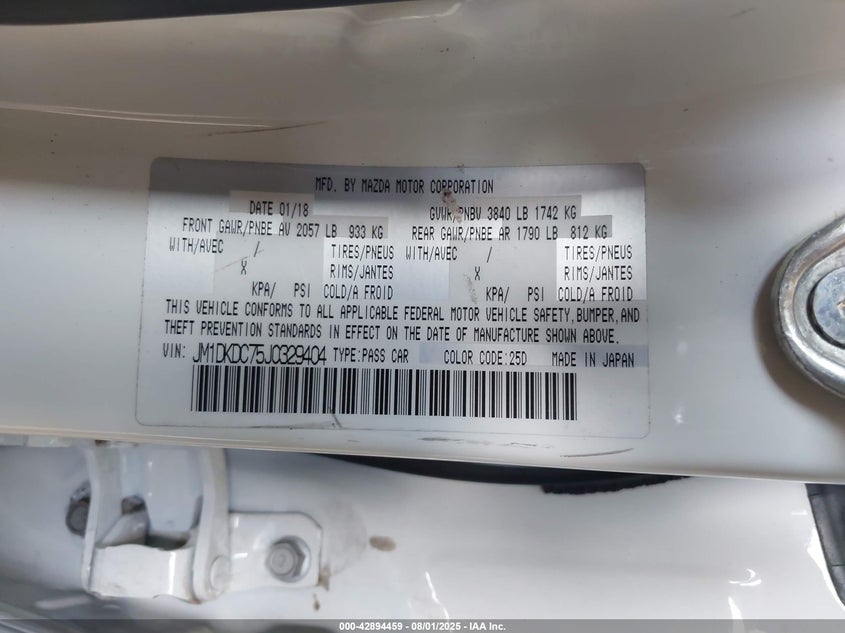 MFD. BY MAZDA MOTOR CORPORATION
DATE 01/18 GVWR/PNBV 3840 LB 1742 KG
FRONT GAWR/PNBE AV 2057 LB 933 KG REAR GAWR/PNBE AR 1790 LB 812 KG
WITH/AVEC / TIRES/PNEUS WITH/AVEC / TIRES/PNEUS
X RIMS/JANTES X RIMS/JANTES
KPA/ PSI COLD/A FROID KPA/ PSI COLD/A FROID
THIS VEHICLE CONFORMS TO ALL APPLICABLE FEDERAL MOTOR VEHICLE SAFETY, BUMPER, AND
THEFT PREVENTION STANDARDS IN EFFECT ON THE DATE OF MANUFACTURE SHOWN ABOVE.
VIN: JM1DKDC75J0329404 TYPE:PASS CAR COLOR CODE:25D MADE IN JAPAN
000-42894459 - 08/01/2025 - IAA Inc.